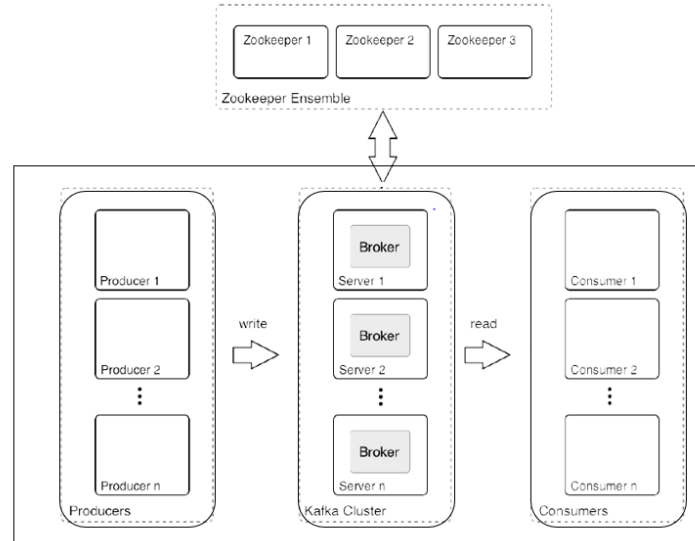 Zookeeper 1
Zookeeper 2
Zookeeper 3
Zookeeper Ensemble
Producer 1
Producer 2
Producer n
Producers
write
Broker
Server 1
Broker
Server 2
Broker
Server n
Kafka Cluster
read
Consumer 1
Consumer 2
Consumer n
Consumers